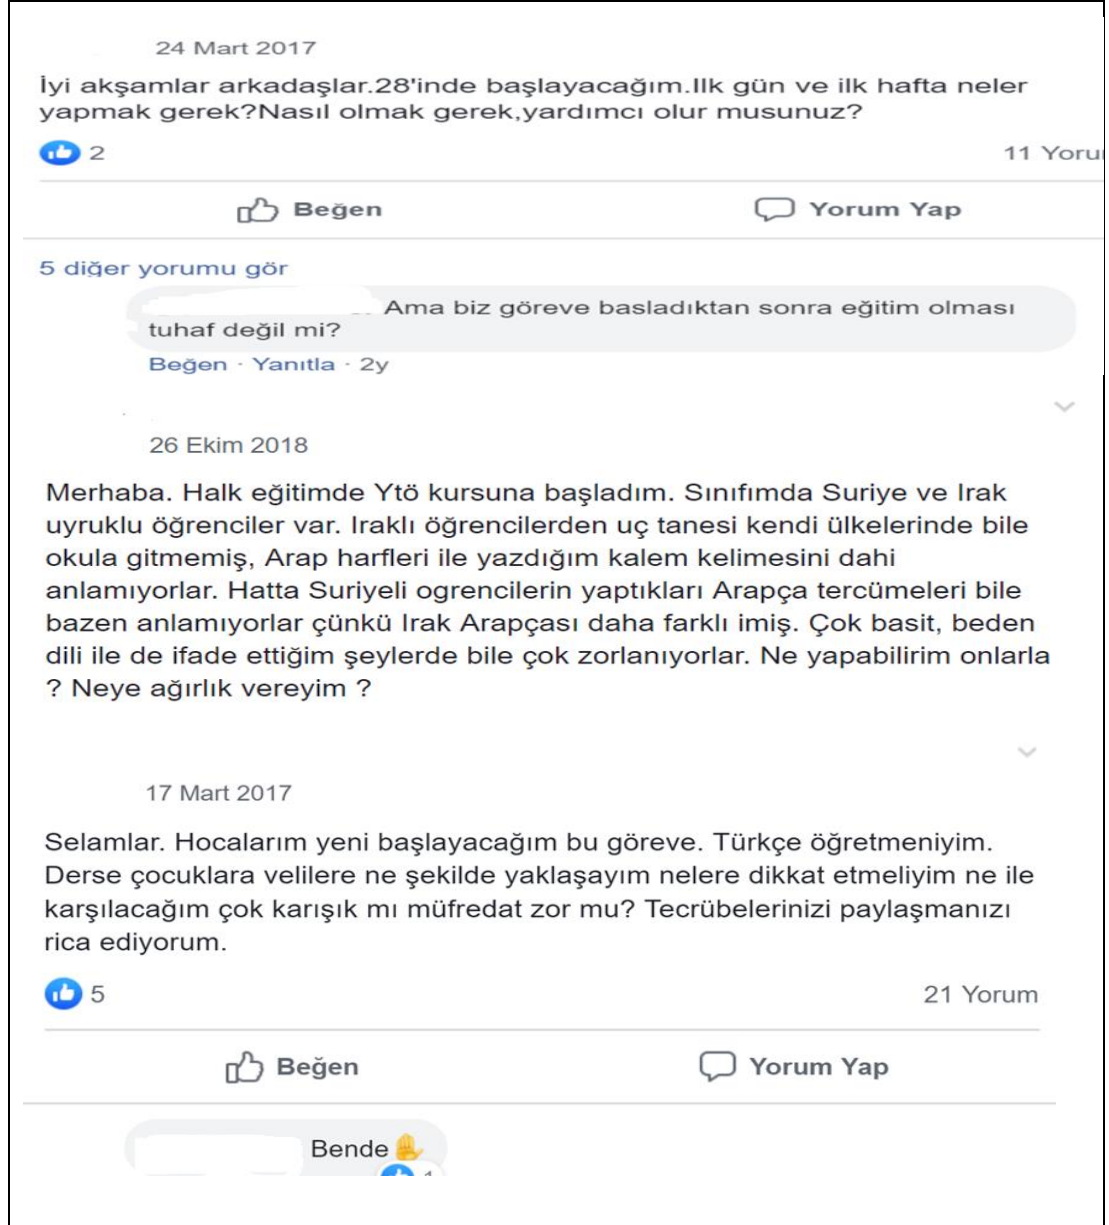 24 Mart 2017
İyi akşamlar arkadaşlar.28'inde başlayacağım.Ilk gün ve ilk hafta neler
yapmak gerek?Nasıl olmak gerek,yardımcı olur musunuz?
2
11 Yoru
Beğen
Yorum Yap
5 diğer yorumu gör
Ama biz göreve basladıktan sonra eğitim olması
tuhaf değil mi?
Beğen · Yanıtla · 2y
26 Ekim 2018
Merhaba. Halk eğitimde Ytö kursuna başladım. Sınıfımda Suriye ve Irak
uyruklu öğrenciler var. Iraklı öğrencilerden uç tanesi kendi ülkelerinde bile
okula gitmemiş, Arap harfleri ile yazdığım kalem kelimesini dahi
anlamıyorlar. Hatta Suriyeli ogrencilerin yaptıkları Arapça tercümeleri bile
bazen anlamıyorlar çünkü Irak Arapçası daha farklı imiş. Çok basit, beden
dili ile de ifade ettiğim şeylerde bile çok zorlanıyorlar. Ne yapabilirim onlarla
? Neye ağırlık vereyim ?
17 Mart 2017
Selamlar. Hocalarım yeni başlayacağım bu göreve. Türkçe öğretmeniyim.
Derse çocuklara velilere ne şekilde yaklaşayım nelere dikkat etmeliyim ne ile
karşılacağım çok karışık mı müfredat zor mu? Tecrübelerinizi paylaşmanızı
rica ediyorum.
5
21 Yorum
Beğen
Yorum Yap
Bende